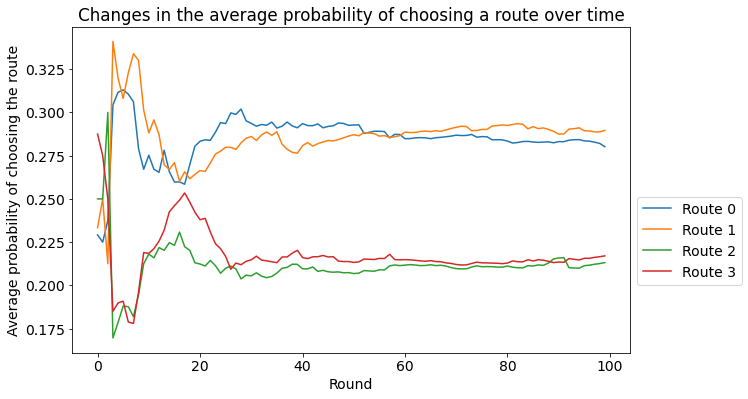 Changes in the average probability of choosing a route over time
Average probability of choosing the route
0.325
0.300
0.275
0.250
0.225
0.200
0.175
0
20
40
60
80
100
Round
Route 0
Route 1
Route 2
Route 3